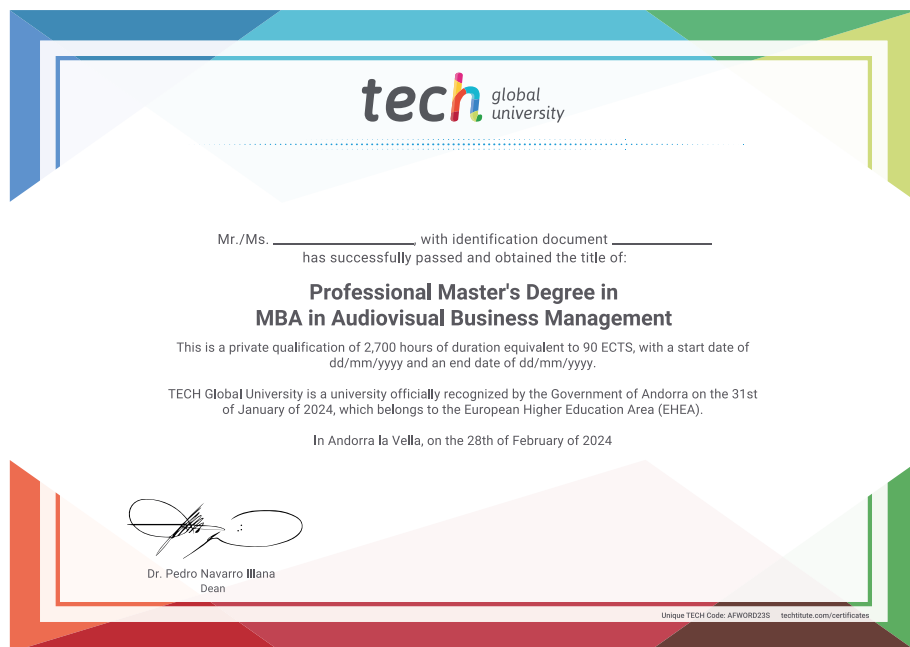 tech global
university
Mr./Ms. ____________, with identification document ____________
has successfully passed and obtained the title of:
Professional Master's Degree in
MBA in Audiovisual Business Management
This is a private qualification of 2,700 hours of duration equivalent to 90 ECTS, with a start date of
dd/mm/yyyy and an end date of dd/mm/yyyy.
TECH Global University is a university officially recognized by the Government of Andorra on the 31st
of January of 2024, which belongs to the European Higher Education Area (EHEA).
In Andorra la Vella, on the 28th of February of 2024
Dr. Pedro Navarro Illana
Dean
Unique TECH Code: AFWORD23S techtitute.com/certificates